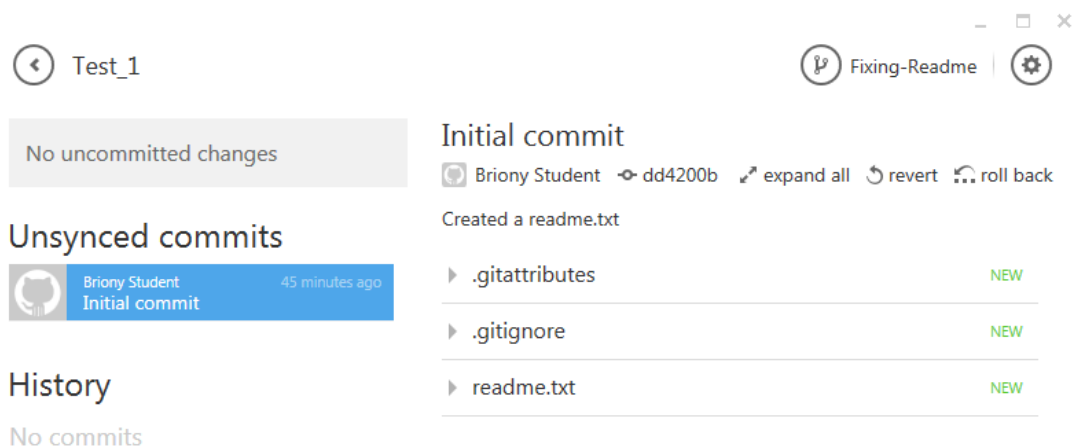 Test_1
Fixing-Readme
No uncommitted changes
Unsynced commits
Briony Student 45 minutes ago
Initial commit
History
No commits
Initial commit
Briony Student dd4200b expand all revert roll back
Created a readme.txt
.gitattributes NEW
.gitignore NEW
readme.txt NEW